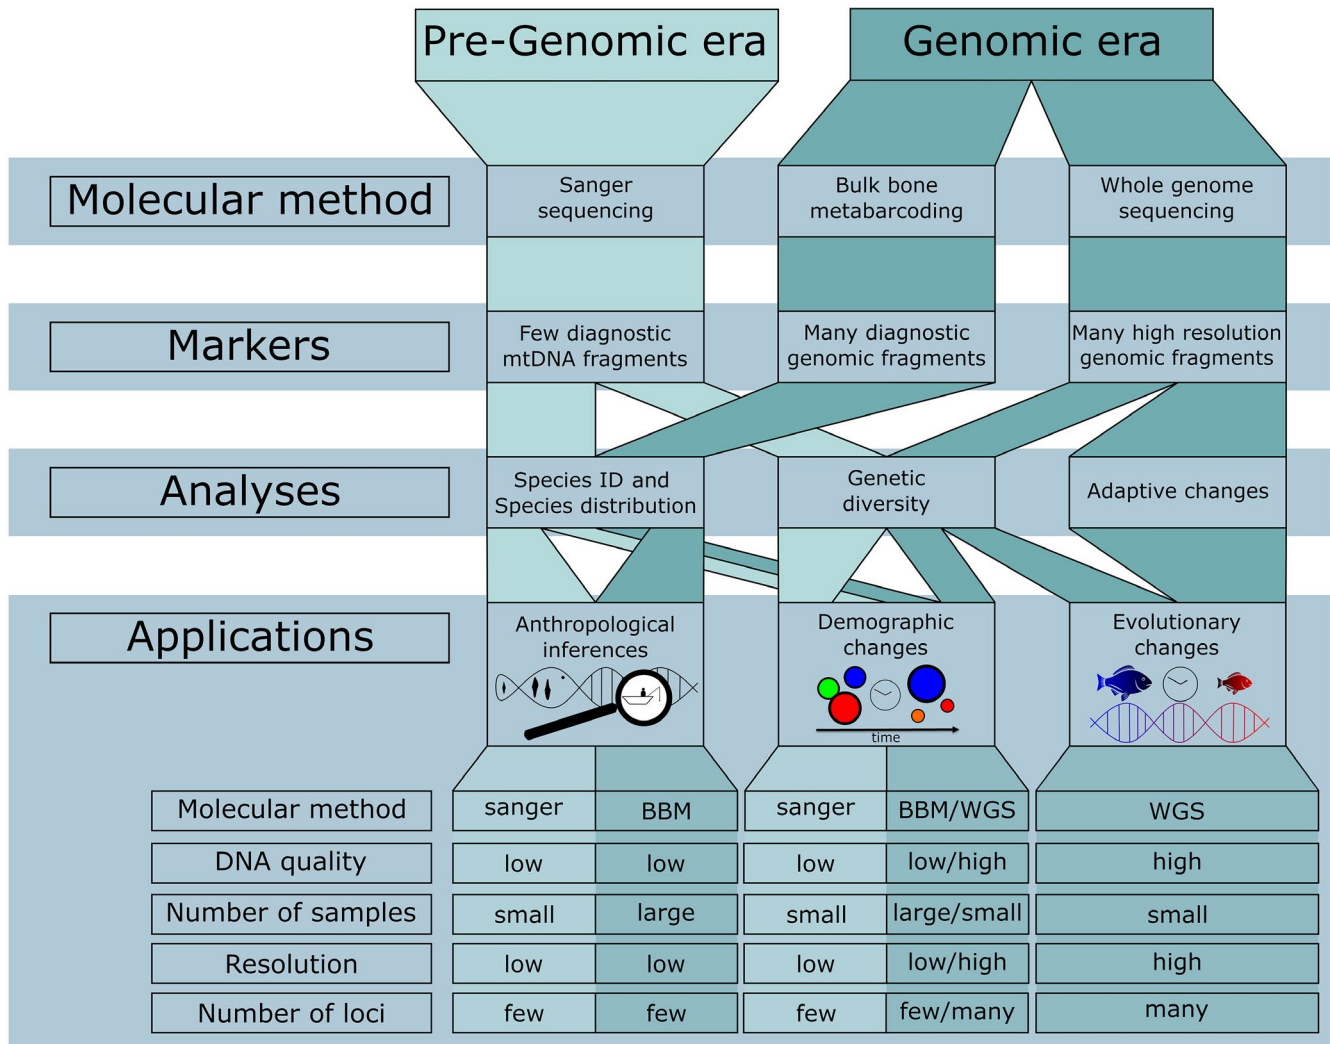 Pre-Genomic era
Genomic era
Molecular method
Sanger
sequencing
Bulk bone
metabarcoding
Whole genome
sequencing
Markers
Few diagnostic
mtDNA fragments
Many diagnostic
genomic fragments
Many high resolution
genomic fragments
Analyses
Species ID and
Species distribution
Genetic
diversity
Adaptive changes
Applications
Anthropological
inferences
Demographic
changes
time
Evolutionary
changes
Molecular method
sanger
BBM
sanger
BBM/WGS
WGS
DNA quality
low
low
low
low/high
high
Number of samples
small
large
small
large/small
small
Resolution
low
low
low
low/high
high
Number of loci
few
few
few
few/many
many